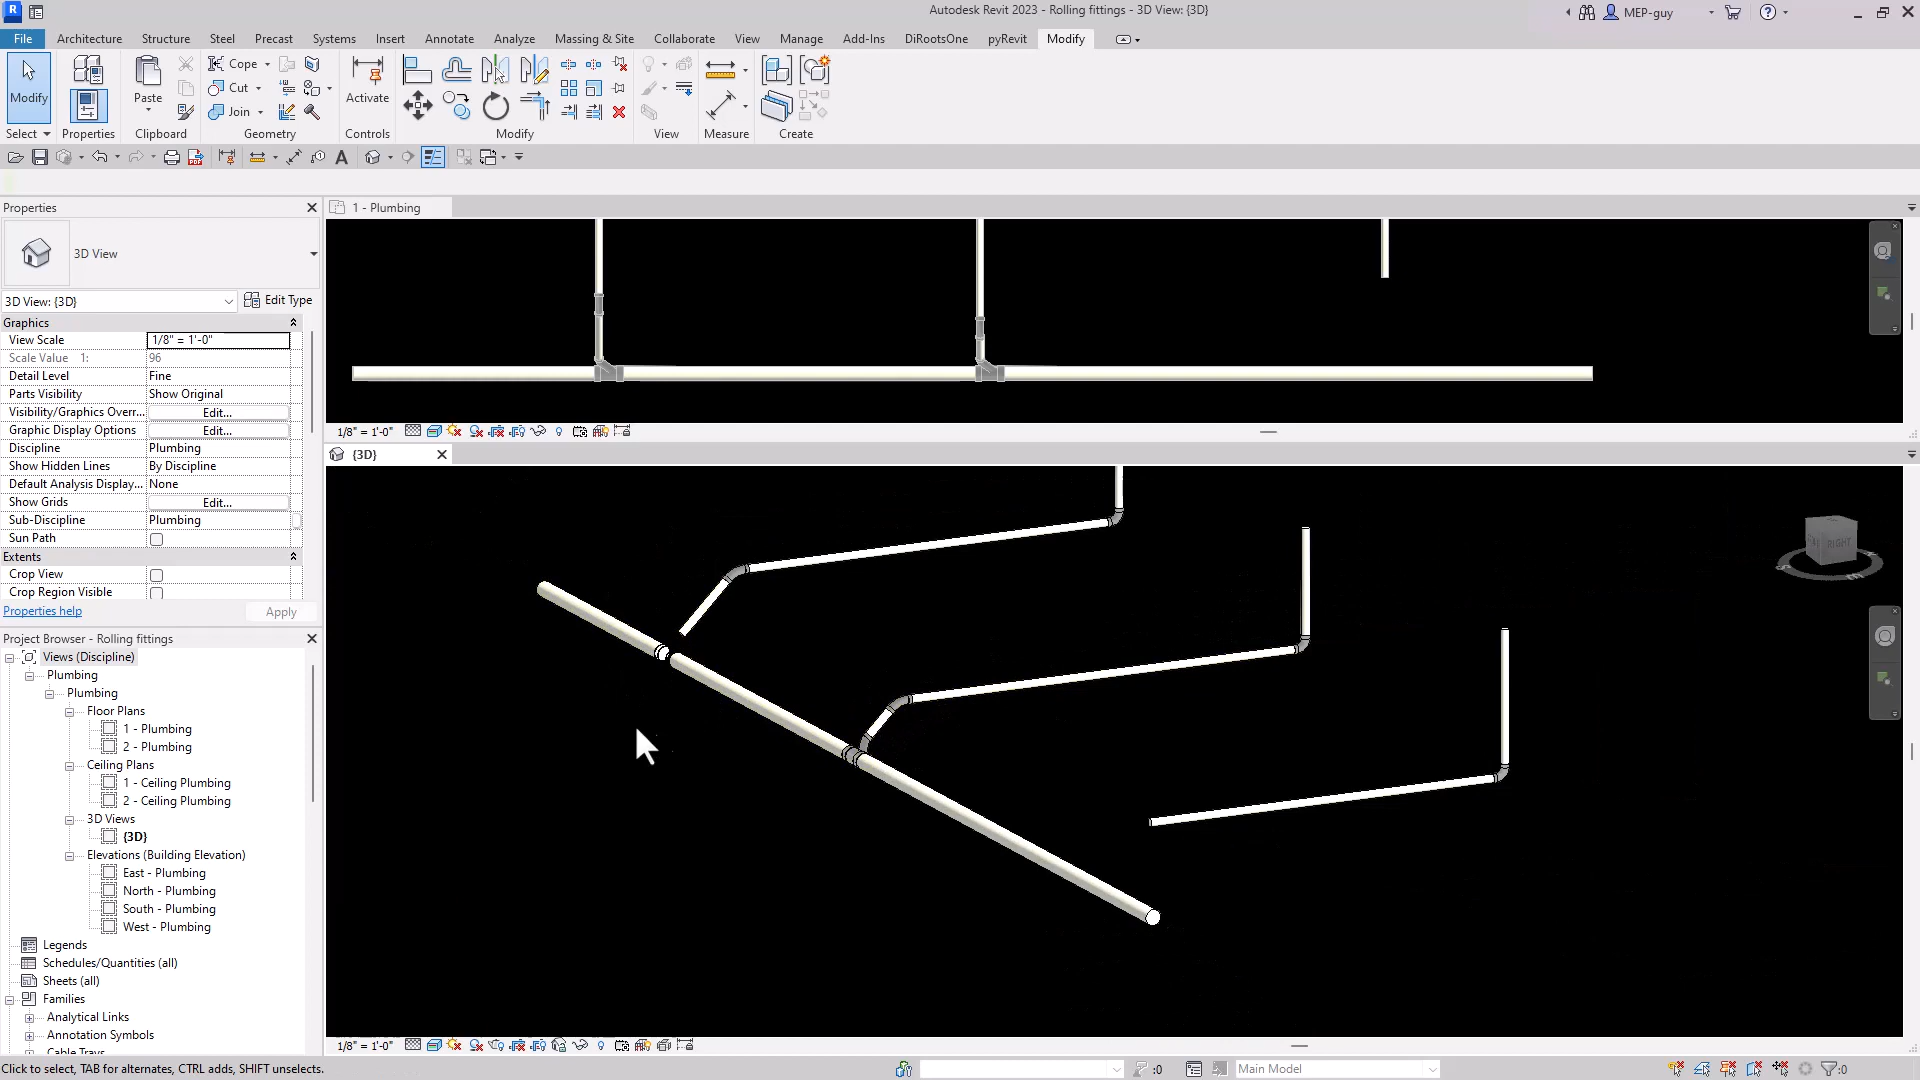 R
Autodesk Revit 2023 - Rolling fittings - 3D View: {3D}
MEP-guy
File Architecture Structure Steel Precast Systems Insert Annotate Analyze Massing & Site Collaborate View Manage Add-Ins DiRootsOne pyRevit Modify
Modify
Paste
Cope
Cut
Join
Activate
Select Properties Clipboard Geometry Controls Modify View Measure Create
Properties
1 - Plumbing
3D View
3D View: {3D}
Edit Type
Graphics
View Scale 1/8" = 1'-0"
Scale Value 1: 96
Detail Level Fine
Parts Visibility Show Original
Visibility/Graphics Overr... Edit...
Graphic Display Options Edit...
Discipline Plumbing
Show Hidden Lines By Discipline
Default Analysis Display... None
Show Grids Edit...
Sub-Discipline Plumbing
Sun Path
Extents
Crop View
Crop Region Visible
Properties help
Apply
1/8" = 1'-0"
{3D}
RIGHT
Project Browser - Rolling fittings
Views (Discipline)
Plumbing
Plumbing
Floor Plans
1 - Plumbing
2 - Plumbing
Ceiling Plans
1 - Ceiling Plumbing
2 - Ceiling Plumbing
3D Views
{3D}
Elevations (Building Elevation)
East - Plumbing
North - Plumbing
South - Plumbing
West - Plumbing
Legends
Schedules/Quantities (all)
Sheets (all)
Families
Analytical Links
Annotation Symbols
Cable Trays
1/8" = 1'-0"
Click to select, TAB for alternates, CTRL adds, SHIFT unselects.
:0
Main Model
:0